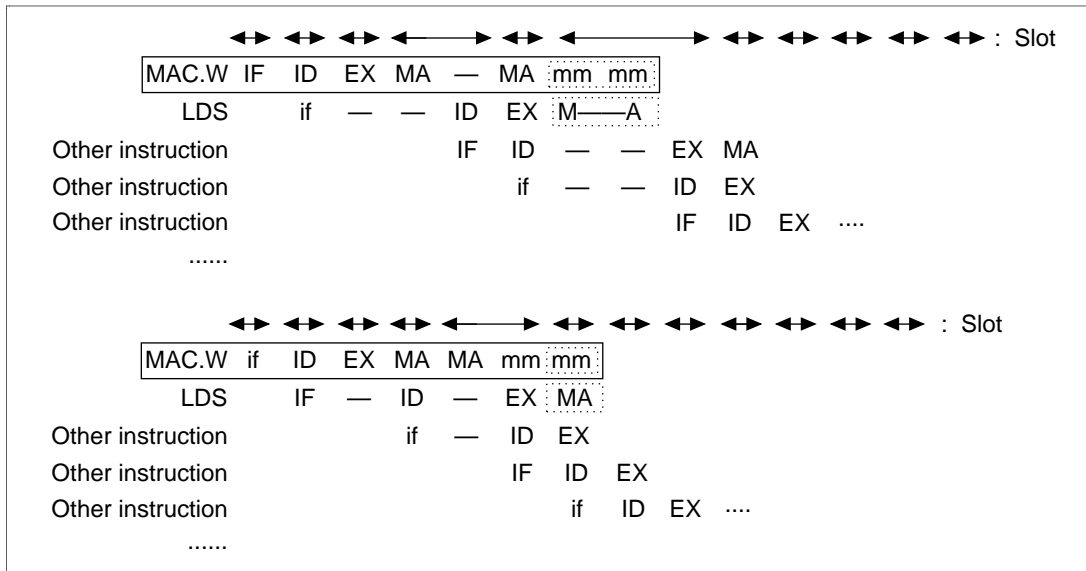 : Slot
MAC.W IF ID EX MA — MA mm mm
LDS if — — ID EX M——A
Other instruction IF ID — — EX MA
Other instruction if — — ID EX
Other instruction IF ID EX ....
......
: Slot
MAC.W if ID EX MA MA mm mm
LDS IF — ID — EX MA
Other instruction if — ID EX
Other instruction IF ID EX
Other instruction if ID EX ....
......